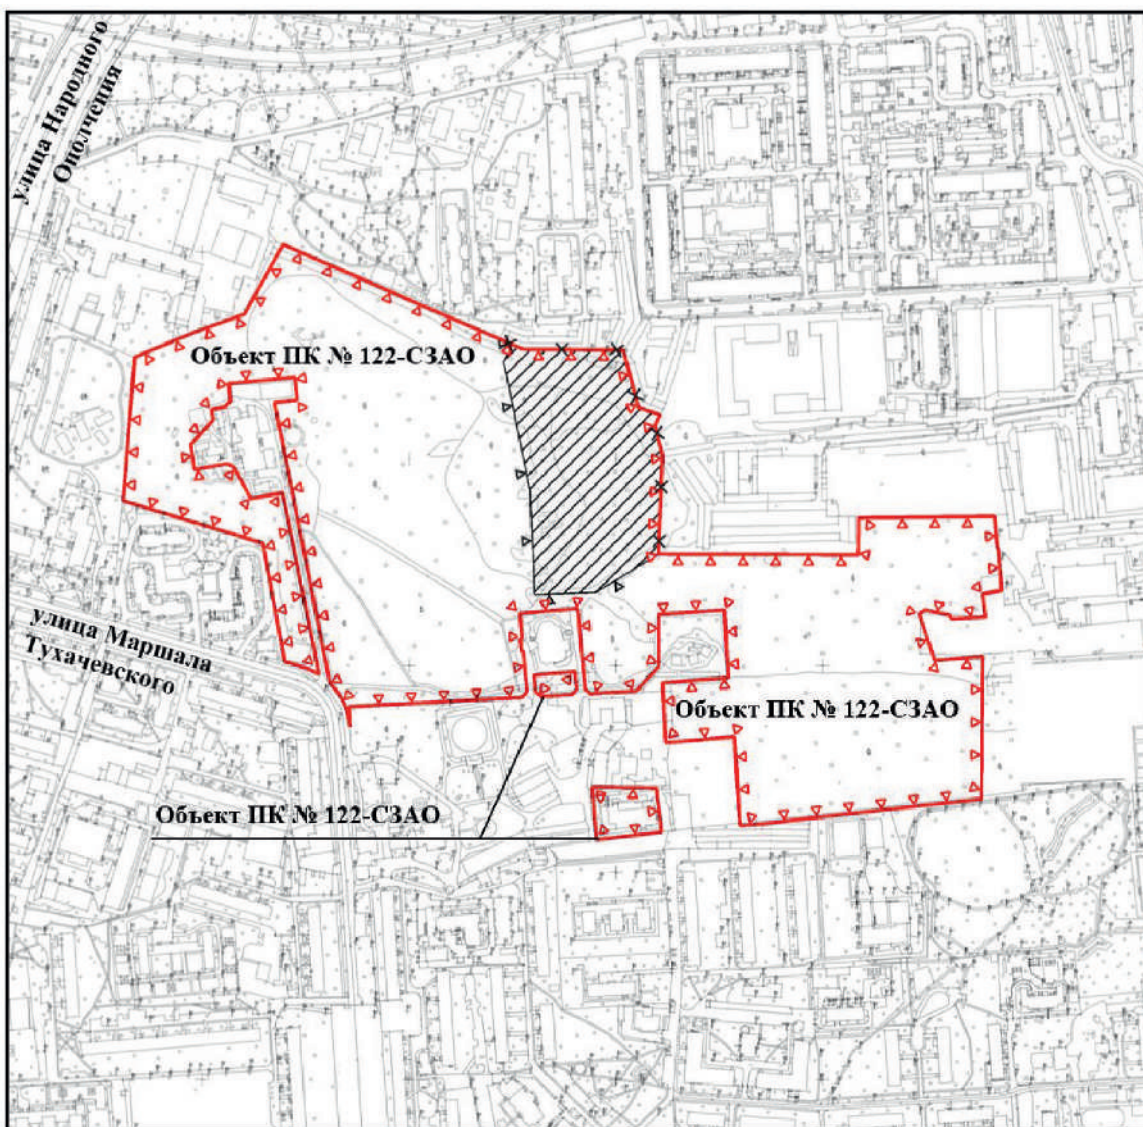 улица Народного
Ополчения
Объект ПК № 122-СЗАО
улица Маршала
Тухачевского
Объект ПК № 122-СЗАО
Объект ПК № 122-СЗАО